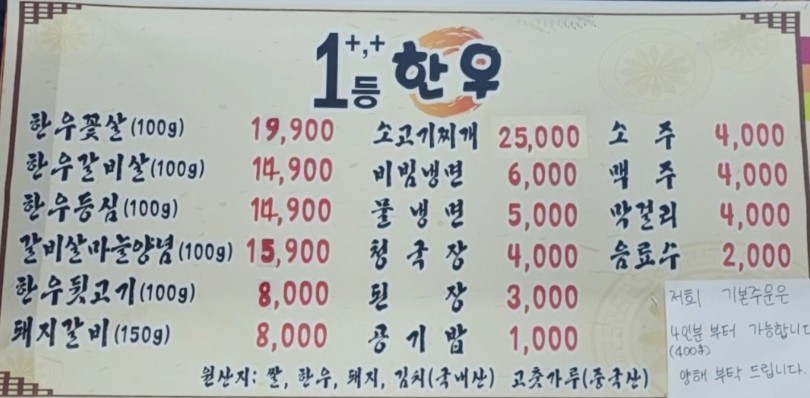 1++등 한우
한우꽃살(100g) 19,900
한우갈비살(100g) 14,900
한우등심(100g) 14,900
갈비살마늘양념(100g) 15,900
한우뒷고기(100g) 8,000
돼지갈비(150g) 8,000
소고기찌개 25,000
비빔냉면 6,000
물냉면 5,000
청국장 4,000
된장 3,000
공기밥 1,000
소주 4,000
맥주 4,000
막걸리 4,000
음료수 2,000
저희 기본주문은
4인분 부터 가능합니다
(400g)
양해 부탁 드립니다.
원산지: 쌀, 한우, 돼지, 김치(국내산) 고춧가루(중국산)